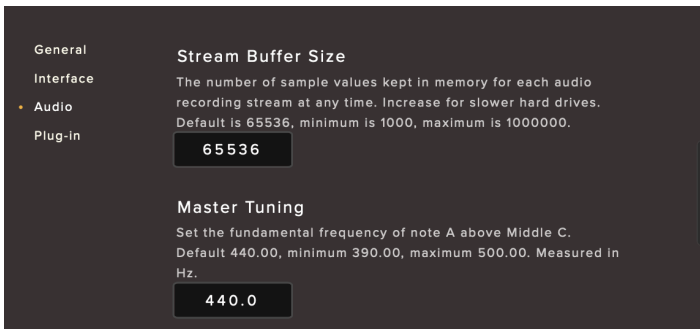 General
Interface
Audio
Plug-in
Stream Buffer Size
The number of sample values kept in memory for each audio
recording stream at any time. Increase for slower hard drives.
Default is 65536, minimum is 1000, maximum is 1000000.
65536
Master Tuning
Set the fundamental frequency of note A above Middle C.
Default 440.00, minimum 390.00, maximum 500.00. Measured in
Hz.
440.0